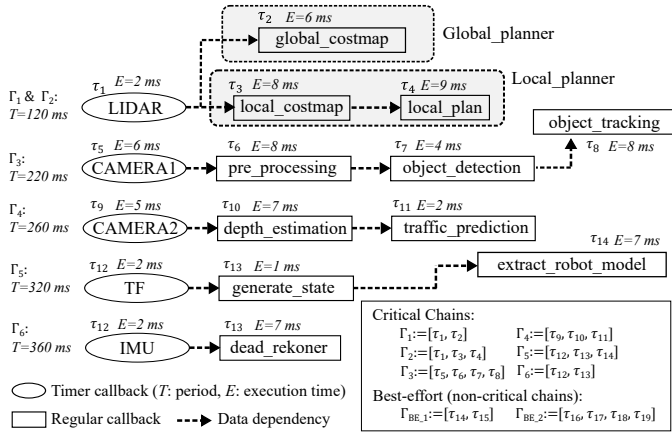 τ2 E=6 ms
global_costmap
Global_planner
Γ1 & Γ2:
T=120 ms
τ1 E=2 ms
LIDAR
τ3 E=8 ms
local_costmap
τ4 E=9 ms
local_plan
Local_planner
Γ3:
T=220 ms
τ5 E=6 ms
CAMERA1
τ6 E=8 ms
pre_processing
τ7 E=4 ms
object_detection
object_tracking
τ8 E=8 ms
Γ4:
T=260 ms
τ9 E=5 ms
CAMERA2
τ10 E=7 ms
depth_estimation
τ11 E=2 ms
traffic_prediction
Γ5:
T=320 ms
τ12 E=2 ms
TF
τ13 E=1 ms
generate_state
τ14 E=7 ms
extract_robot_model
Γ6:
T=360 ms
τ12 E=2 ms
IMU
τ13 E=7 ms
dead_rekoner
Timer callback (T: period, E: execution time)
Regular callback
Data dependency
Critical Chains:
Γ1:=[τ1, τ2] Γ4:=[τ9, τ10, τ11]
Γ2:=[τ1, τ3, τ4] Γ5:=[τ12, τ13, τ14]
Γ3:=[τ5, τ6, τ7, τ8] Γ6:=[τ12, τ13]
Best-effort (non-critical chains):
ΓBE_1:=[τ14, τ15] ΓBE_2:=[τ16, τ17, τ18, τ19]